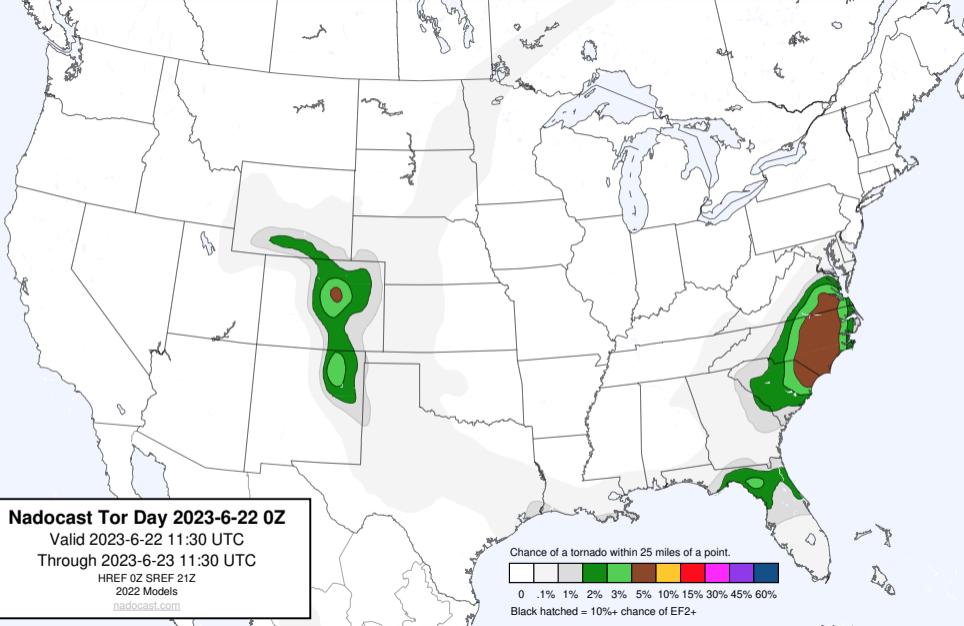 Nadocast Tor Day 2023-6-22 0Z
Valid 2023-6-22 11:30 UTC
Through 2023-6-23 11:30 UTC
HREF 0Z SREF 21Z
2022 Models
nadocast.com
Chance of a tornado within 25 miles of a point.
0 .1% 1% 2% 3% 5% 10% 15% 30% 45% 60%
Black hatched = 10%+ chance of EF2+